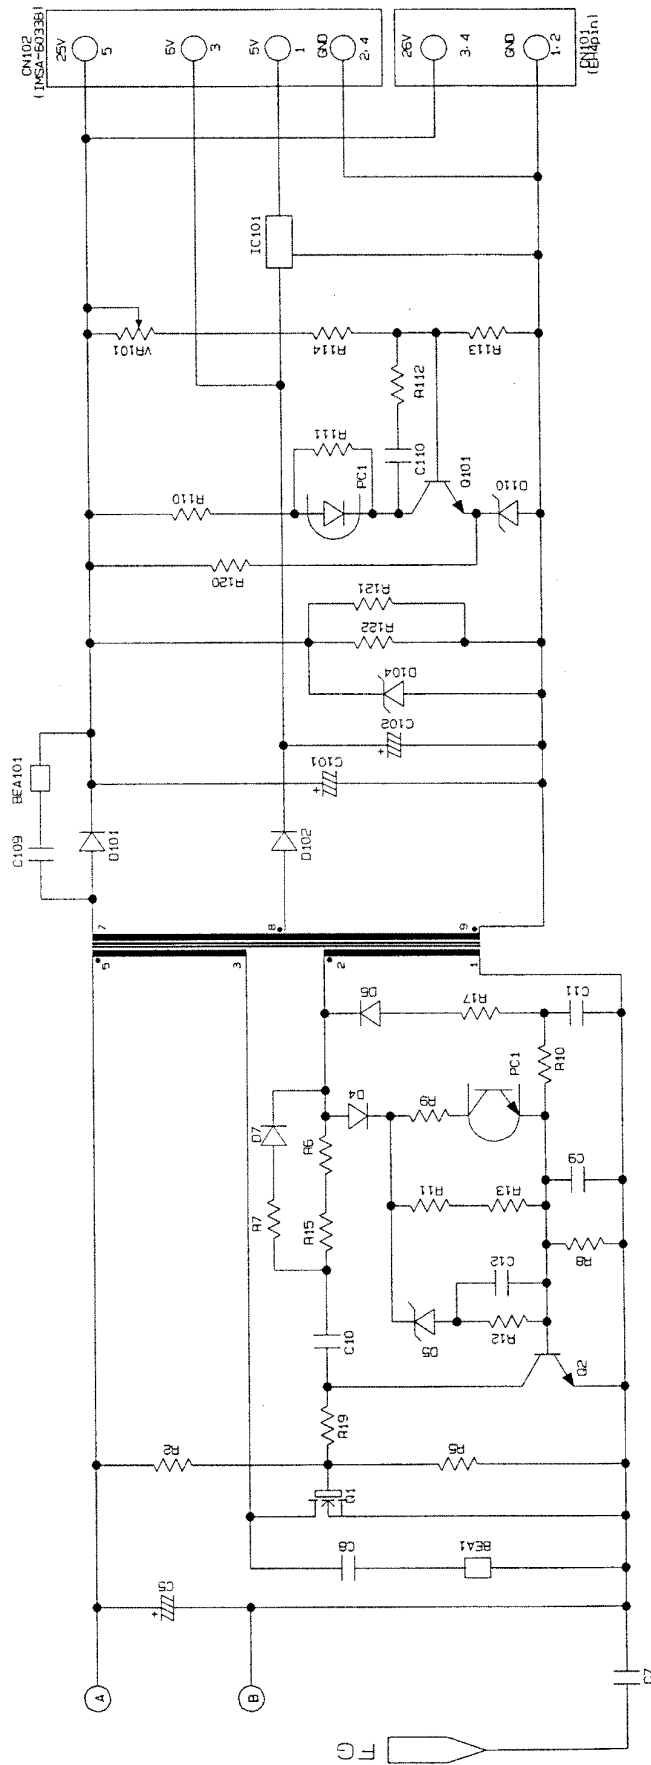 CN102
(IMSA-6033B)
25V
5
6V
3
5V
1
GND
2.4
26V
3.4
GND
1.2
CN101
IC101
VR101
R114
R113
R112
R111
C110
PC1
Q101
R110
D110
R120
R121
R122
D104
C102
C101
BEA101
C109
D101
D102
7
8
9
5
3
2
1
D6
R17
C11
R10
D7
D4
R9
PC1
R6
R7
R15
R11
R13
C9
C12
R8
C10
D5
R12
Q2
R19
R2
R5
Q1
C8
BEA1
C5
A
B
C7
FG